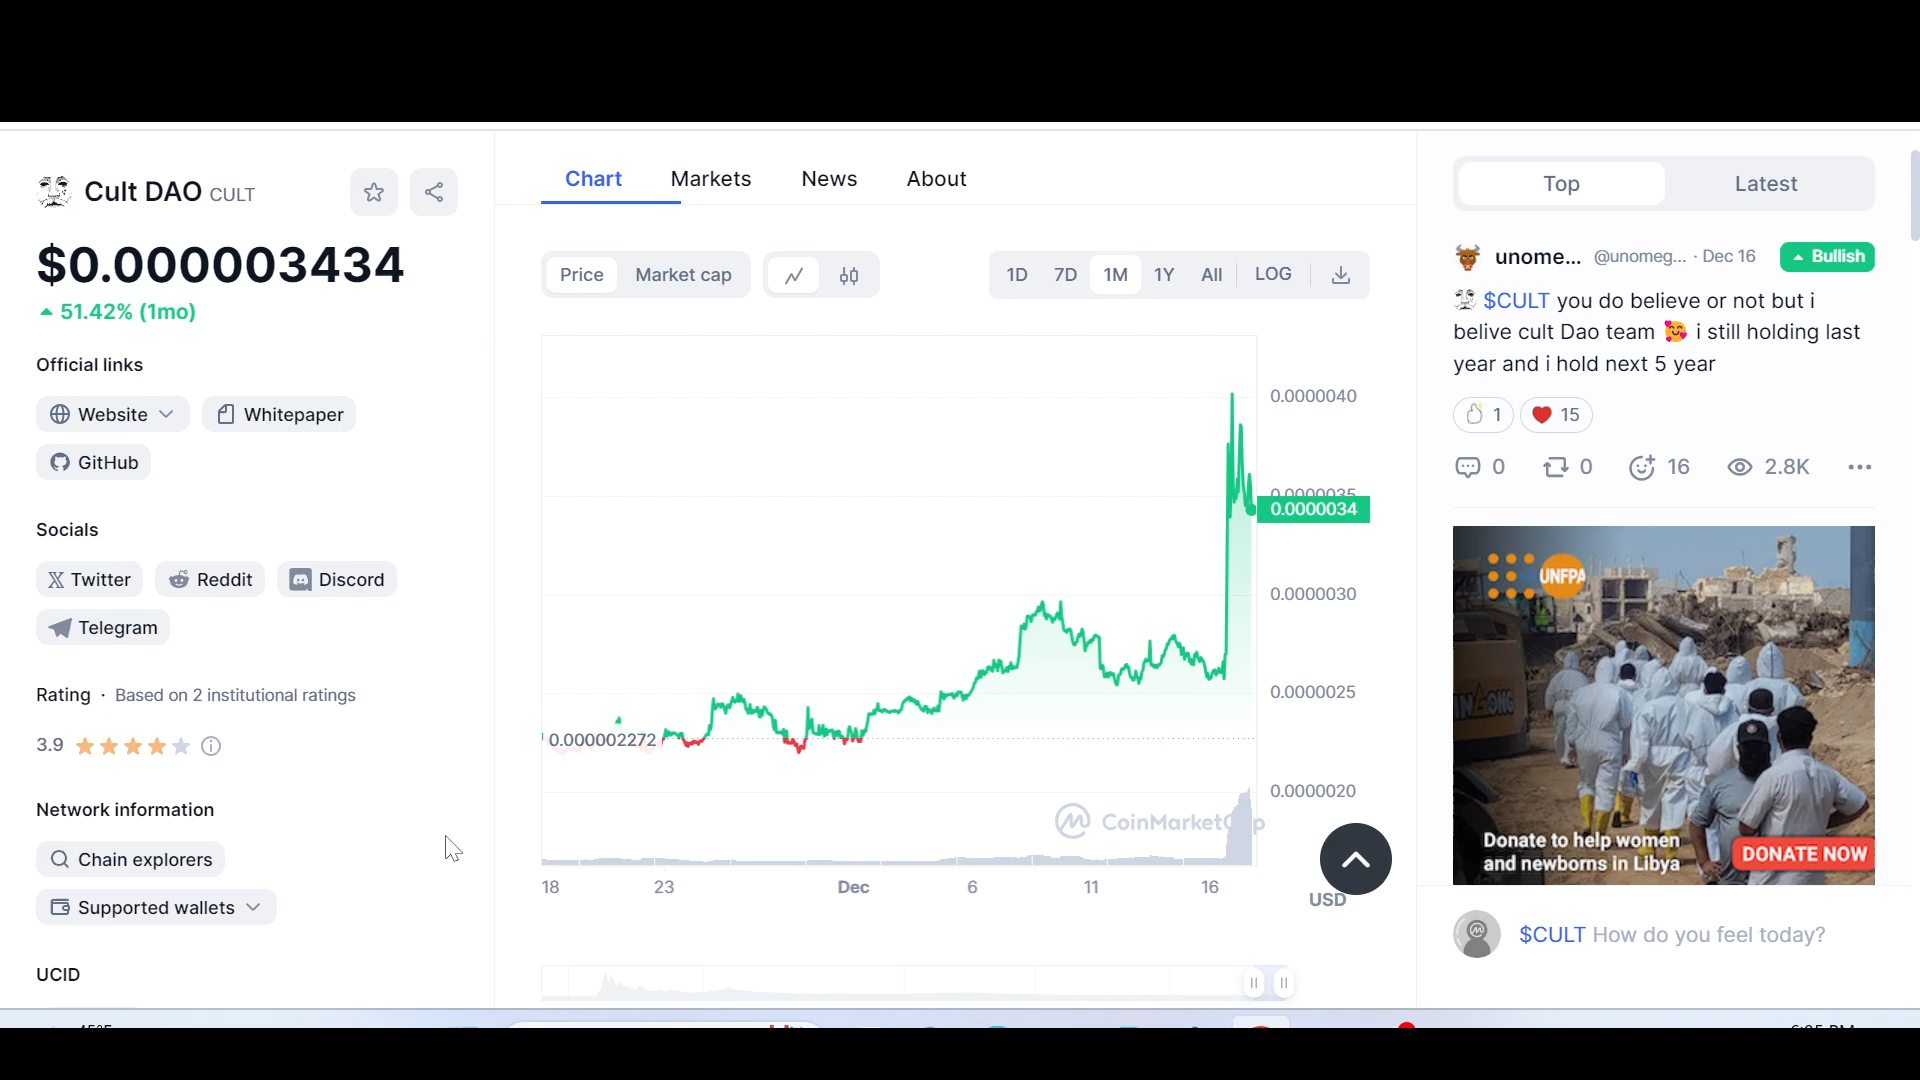 Cult DAO CULT
$0.000003434
51.42% (1mo)
Official links
Website
Whitepaper
GitHub
Socials
Twitter
Reddit
Discord
Telegram
Rating · Based on 2 institutional ratings
3.9
Network information
Chain explorers
Supported wallets
UCID
Chart
Markets
News
About
Price
Market cap
1D
7D
1M
1Y
All
LOG
0.0000040
0.0000035
0.0000034
0.0000030
0.0000025
0.0000020
0.000002272
CoinMarketCap
18
23
Dec
6
11
16
USD
Top
Latest
unome... @unomeg... · Dec 16
Bullish
$CULT you do believe or not but i
belive cult Dao team 🥰 i still holding last
year and i hold next 5 year
1
15
0
0
16
2.8K
UNFPA
Donate to help women
and newborns in Libya
DONATE NOW
$CULT How do you feel today?